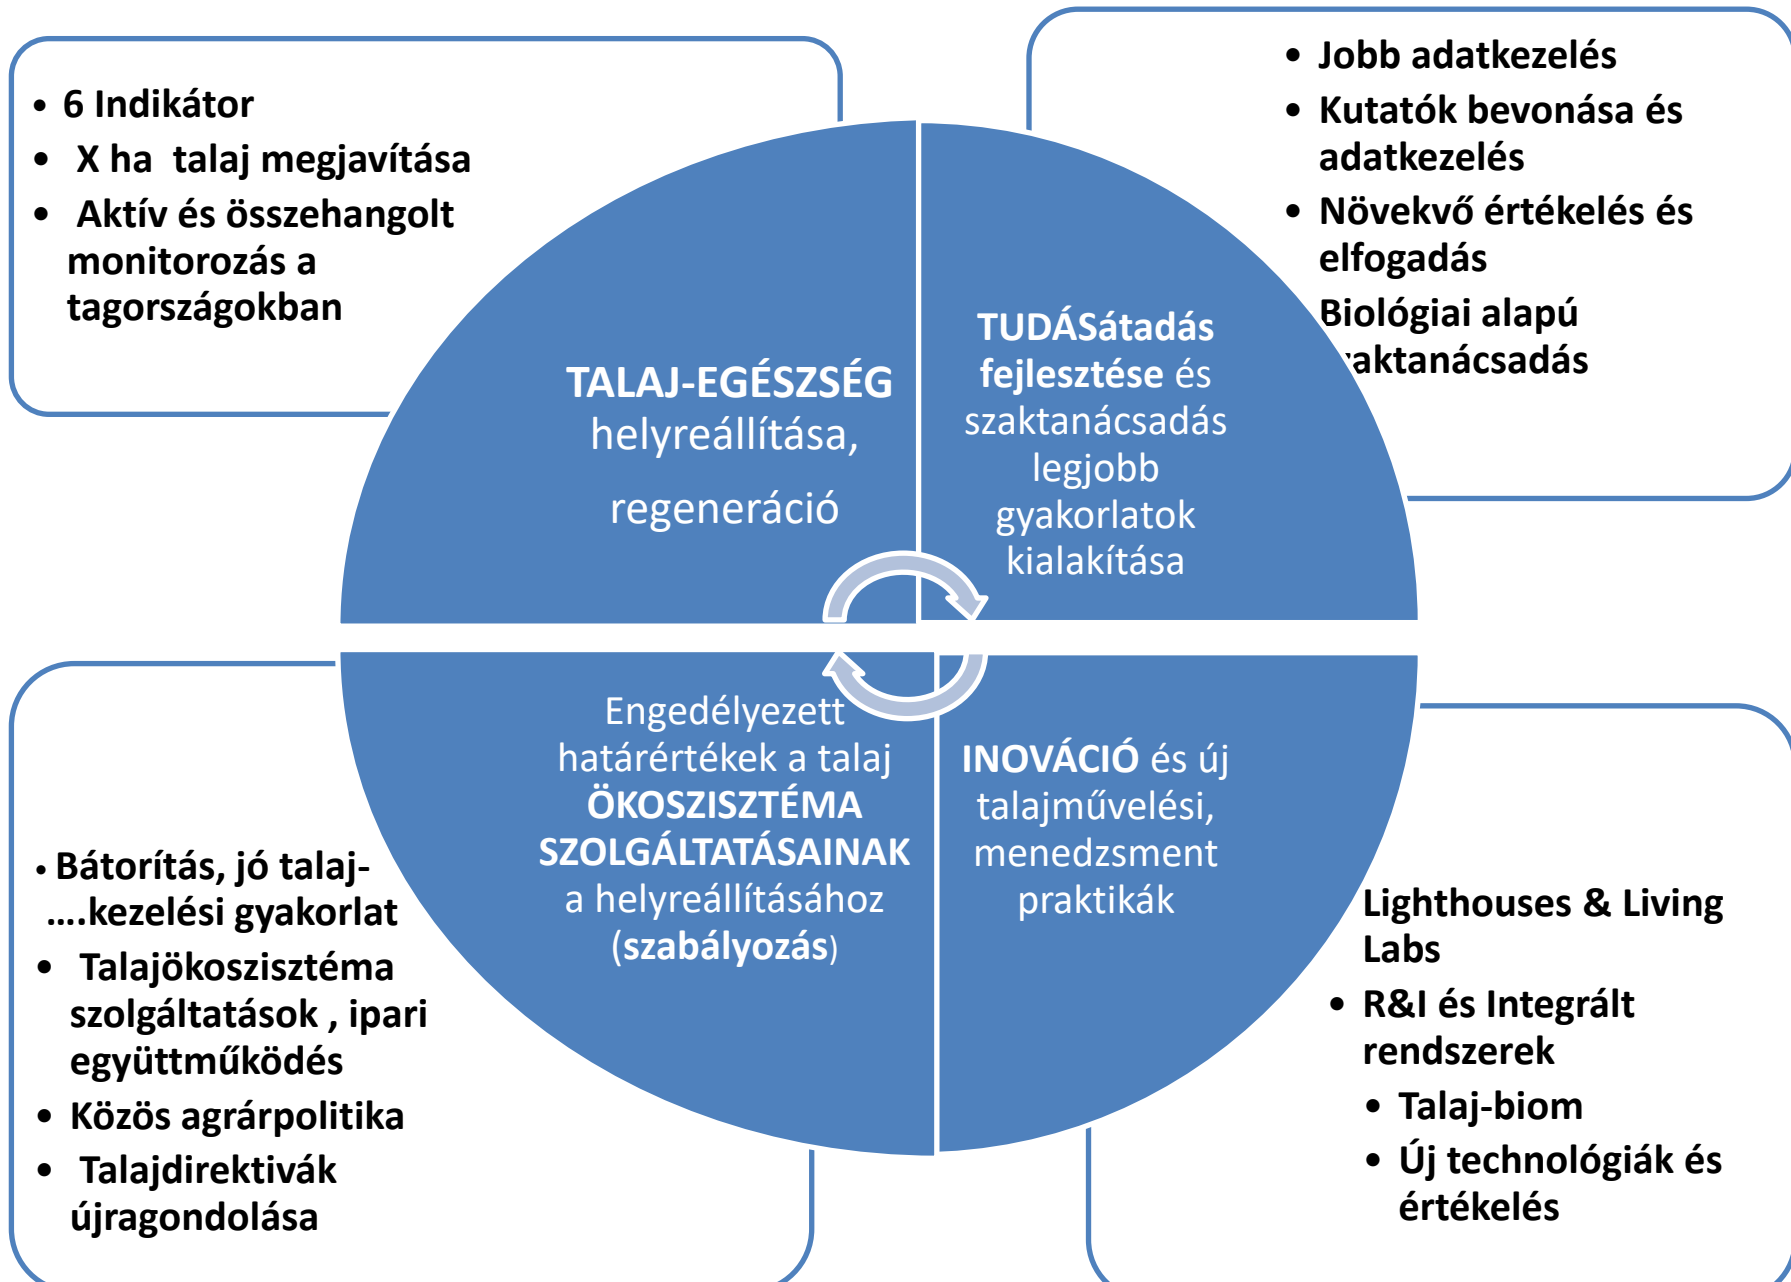 • 6 Indikátor
• X ha talaj megjavítása
• Aktív és összehangolt
monitorozás a
tagországokban
• Jobb adatkezelés
• Kutatók bevonása és
adatkezelés
• Növekvő értékelés és
elfogadás
Biológiai alapú
aktanácsadás
TALAJ-EGÉSZSÉG
helyreállítása,
regeneráció
TUDÁSátadás
fejlesztése és
szaktanácsadás
legjobb
gyakorlatok
kialakítása
Engedélyezett
határértékek a talaj
ÖKOSZISZTÉMA
SZOLGÁLTATÁSAINAK
a helyreállításához
(szabályozás)
INOVÁCIÓ és új
talajművelési,
menedzsment
praktikák
• Bátorítás, jó talaj-
....kezelési gyakorlat
• Talajökoszisztéma
szolgáltatások , ipari
együttműködés
• Közös agrárpolitika
• Talajdirektivák
újragondolása
Lighthouses & Living
Labs
• R&I és Integrált
rendszerek
• Talaj-biom
• Új technológiák és
értékelés